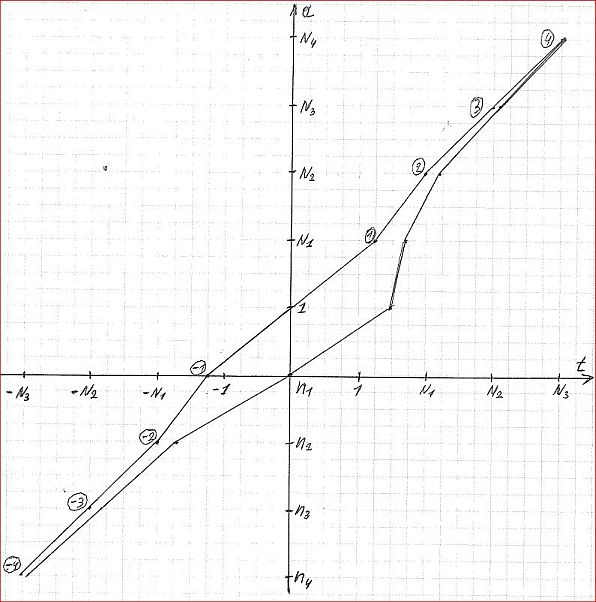 a
N₄
④
N₃
③
N₂
②
N₁
①
1
t
-1
-N₃ -N₂ -N₁ -1 n₁ 1 N₁ N₂ N₃
-2
n₂
-3
n₃
-4
n₄